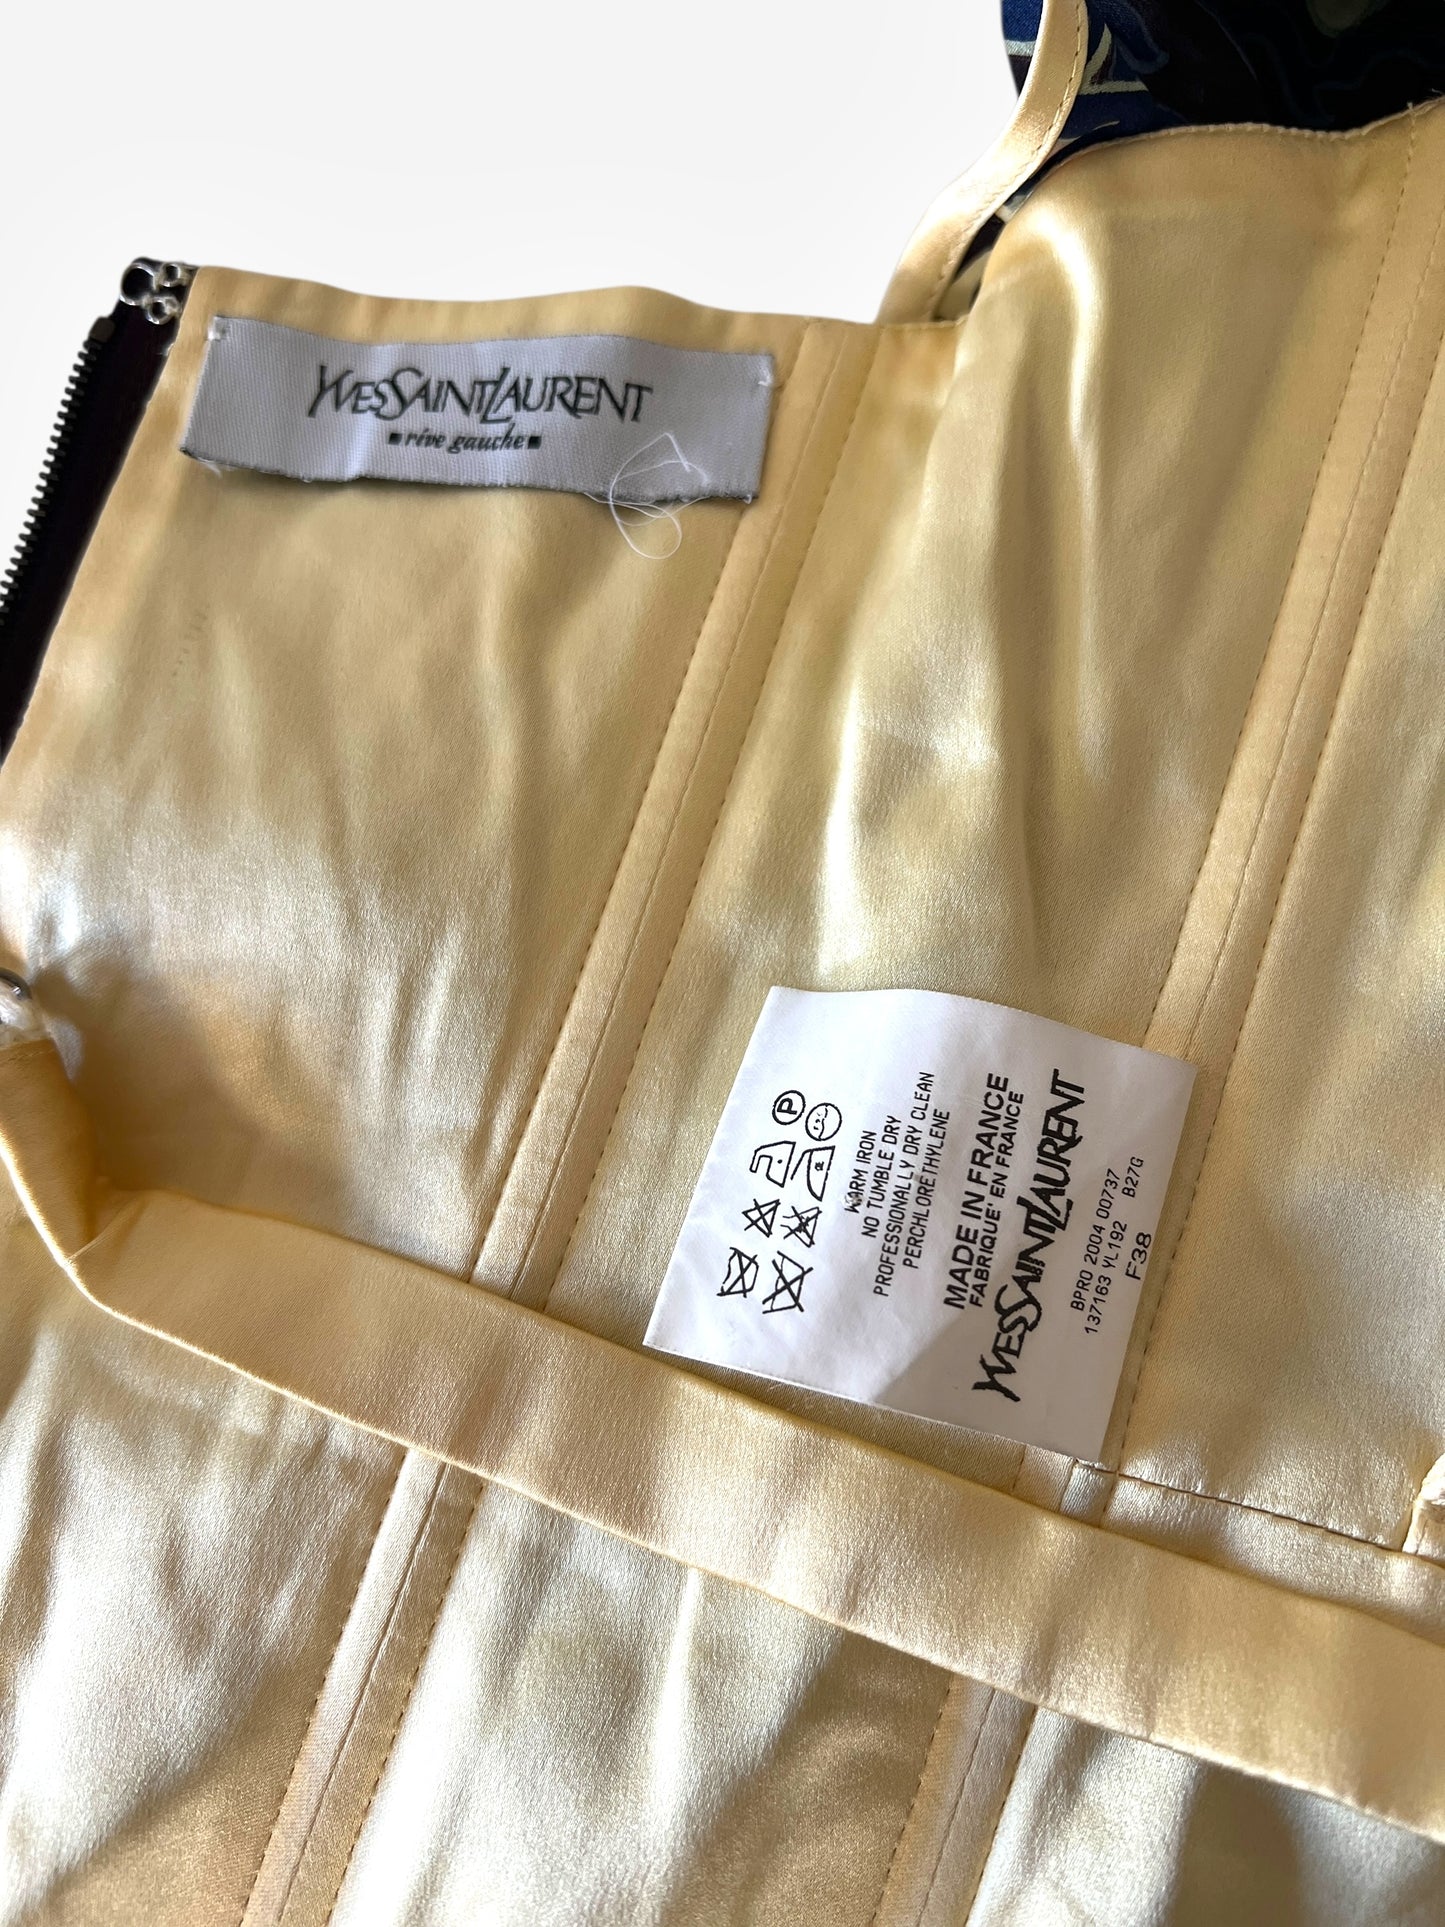 YVESSAINTLAURENT
rive gauche
P
WARM IRON
NO TUMBLE DRY
PROFESSIONALLY DRY CLEAN
PERCHLORETHYLENE
MADE IN FRANCE
FABRIQUE' EN FRANCE
YVESSAINTLAURENT
BPRO 2004 00737
137163 YL192 B27G
F38